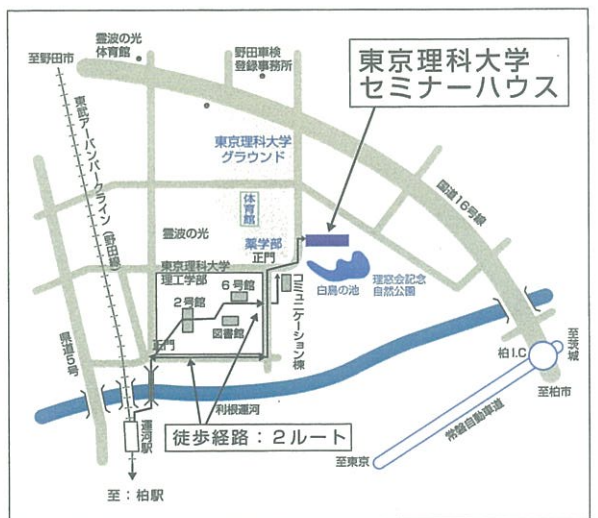 霊波の光
体育館
野田車検
登録事務所
至野田市
東京理科大学
セミナーハウス
東武アーバンパークライン(野田線)
東京理科大学
グラウンド
国道16号線
体育館
霊波の光
薬学部
正門
東京理科大学
理工学部
白鳥の池
理窓会記念
自然公園
6号館
2号館
図書館
コミュニケーション棟
正門
県道5号
至茨城
柏I.C
至柏市
利根運河
運河駅
徒歩経路:2ルート
常磐自動車道
至東京
至:柏駅